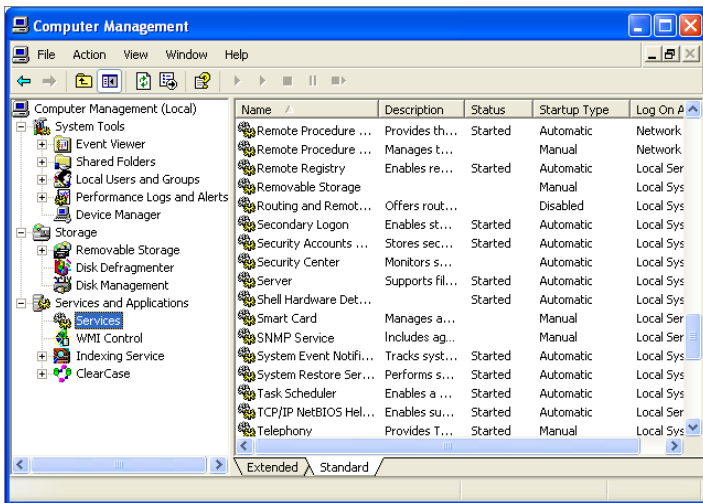 Computer Management
File Action View Window Help
Computer Management (Local)
System Tools
Event Viewer
Shared Folders
Local Users and Groups
Performance Logs and Alerts
Device Manager
Storage
Removable Storage
Disk Defragmenter
Disk Management
Services and Applications
Services
WMI Control
Indexing Service
ClearCase
Name Description Status Startup Type Log On A
Remote Procedure ... Provides th... Started Automatic Network
Remote Procedure ... Manages t... Manual Network
Remote Registry Enables re... Started Automatic Local Ser
Removable Storage Manual Local Sys
Routing and Remot... Offers rout... Disabled Local Sys
Secondary Logon Enables st... Started Automatic Local Sys
Security Accounts ... Stores sec... Started Automatic Local Sys
Security Center Monitors s... Automatic Local Sys
Server Supports fil... Started Automatic Local Sys
Shell Hardware Det... Started Automatic Local Sys
Smart Card Manages a... Manual Local Ser
SNMP Service Includes ag... Manual Local Ser
System Event Notifi... Tracks syst... Started Automatic Local Sys
System Restore Ser... Performs s... Started Automatic Local Sys
Task Scheduler Enables a ... Started Automatic Local Sys
TCP/IP NetBIOS Hel... Enables su... Started Automatic Local Ser
Telephony Provides T... Started Manual Local Sys
Extended Standard